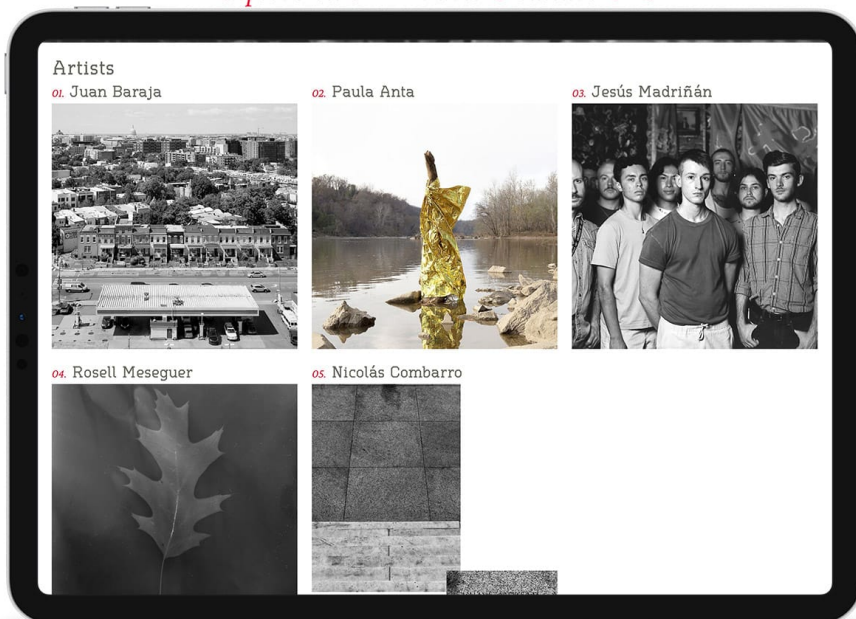 Artists
01. Juan Baraja
02. Paula Anta
03. Jesús Madriñán
04. Rosell Meseguer
05. Nicolás Combarro